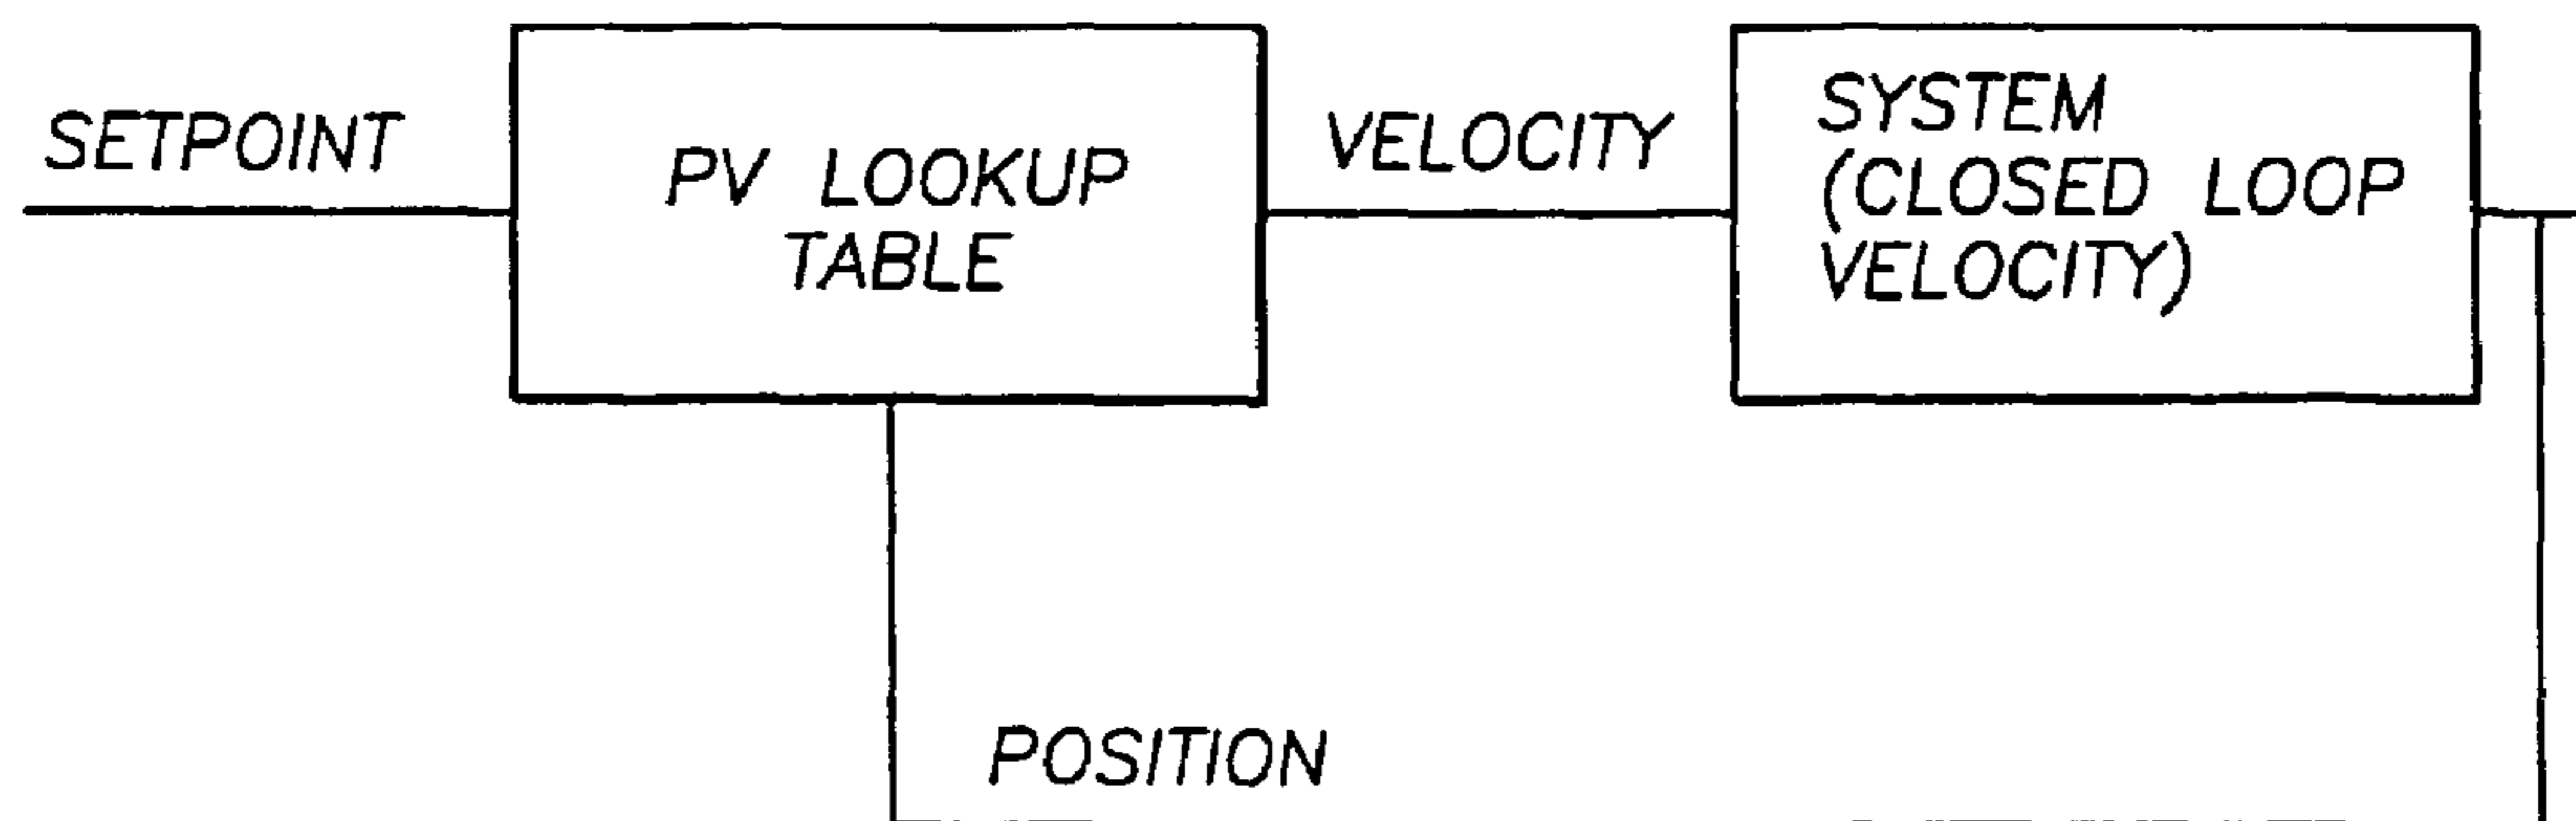 SETPOINT
PV LOOKUP
TABLE
VELOCITY
SYSTEM
(CLOSED LOOP
VELOCITY)
POSITION